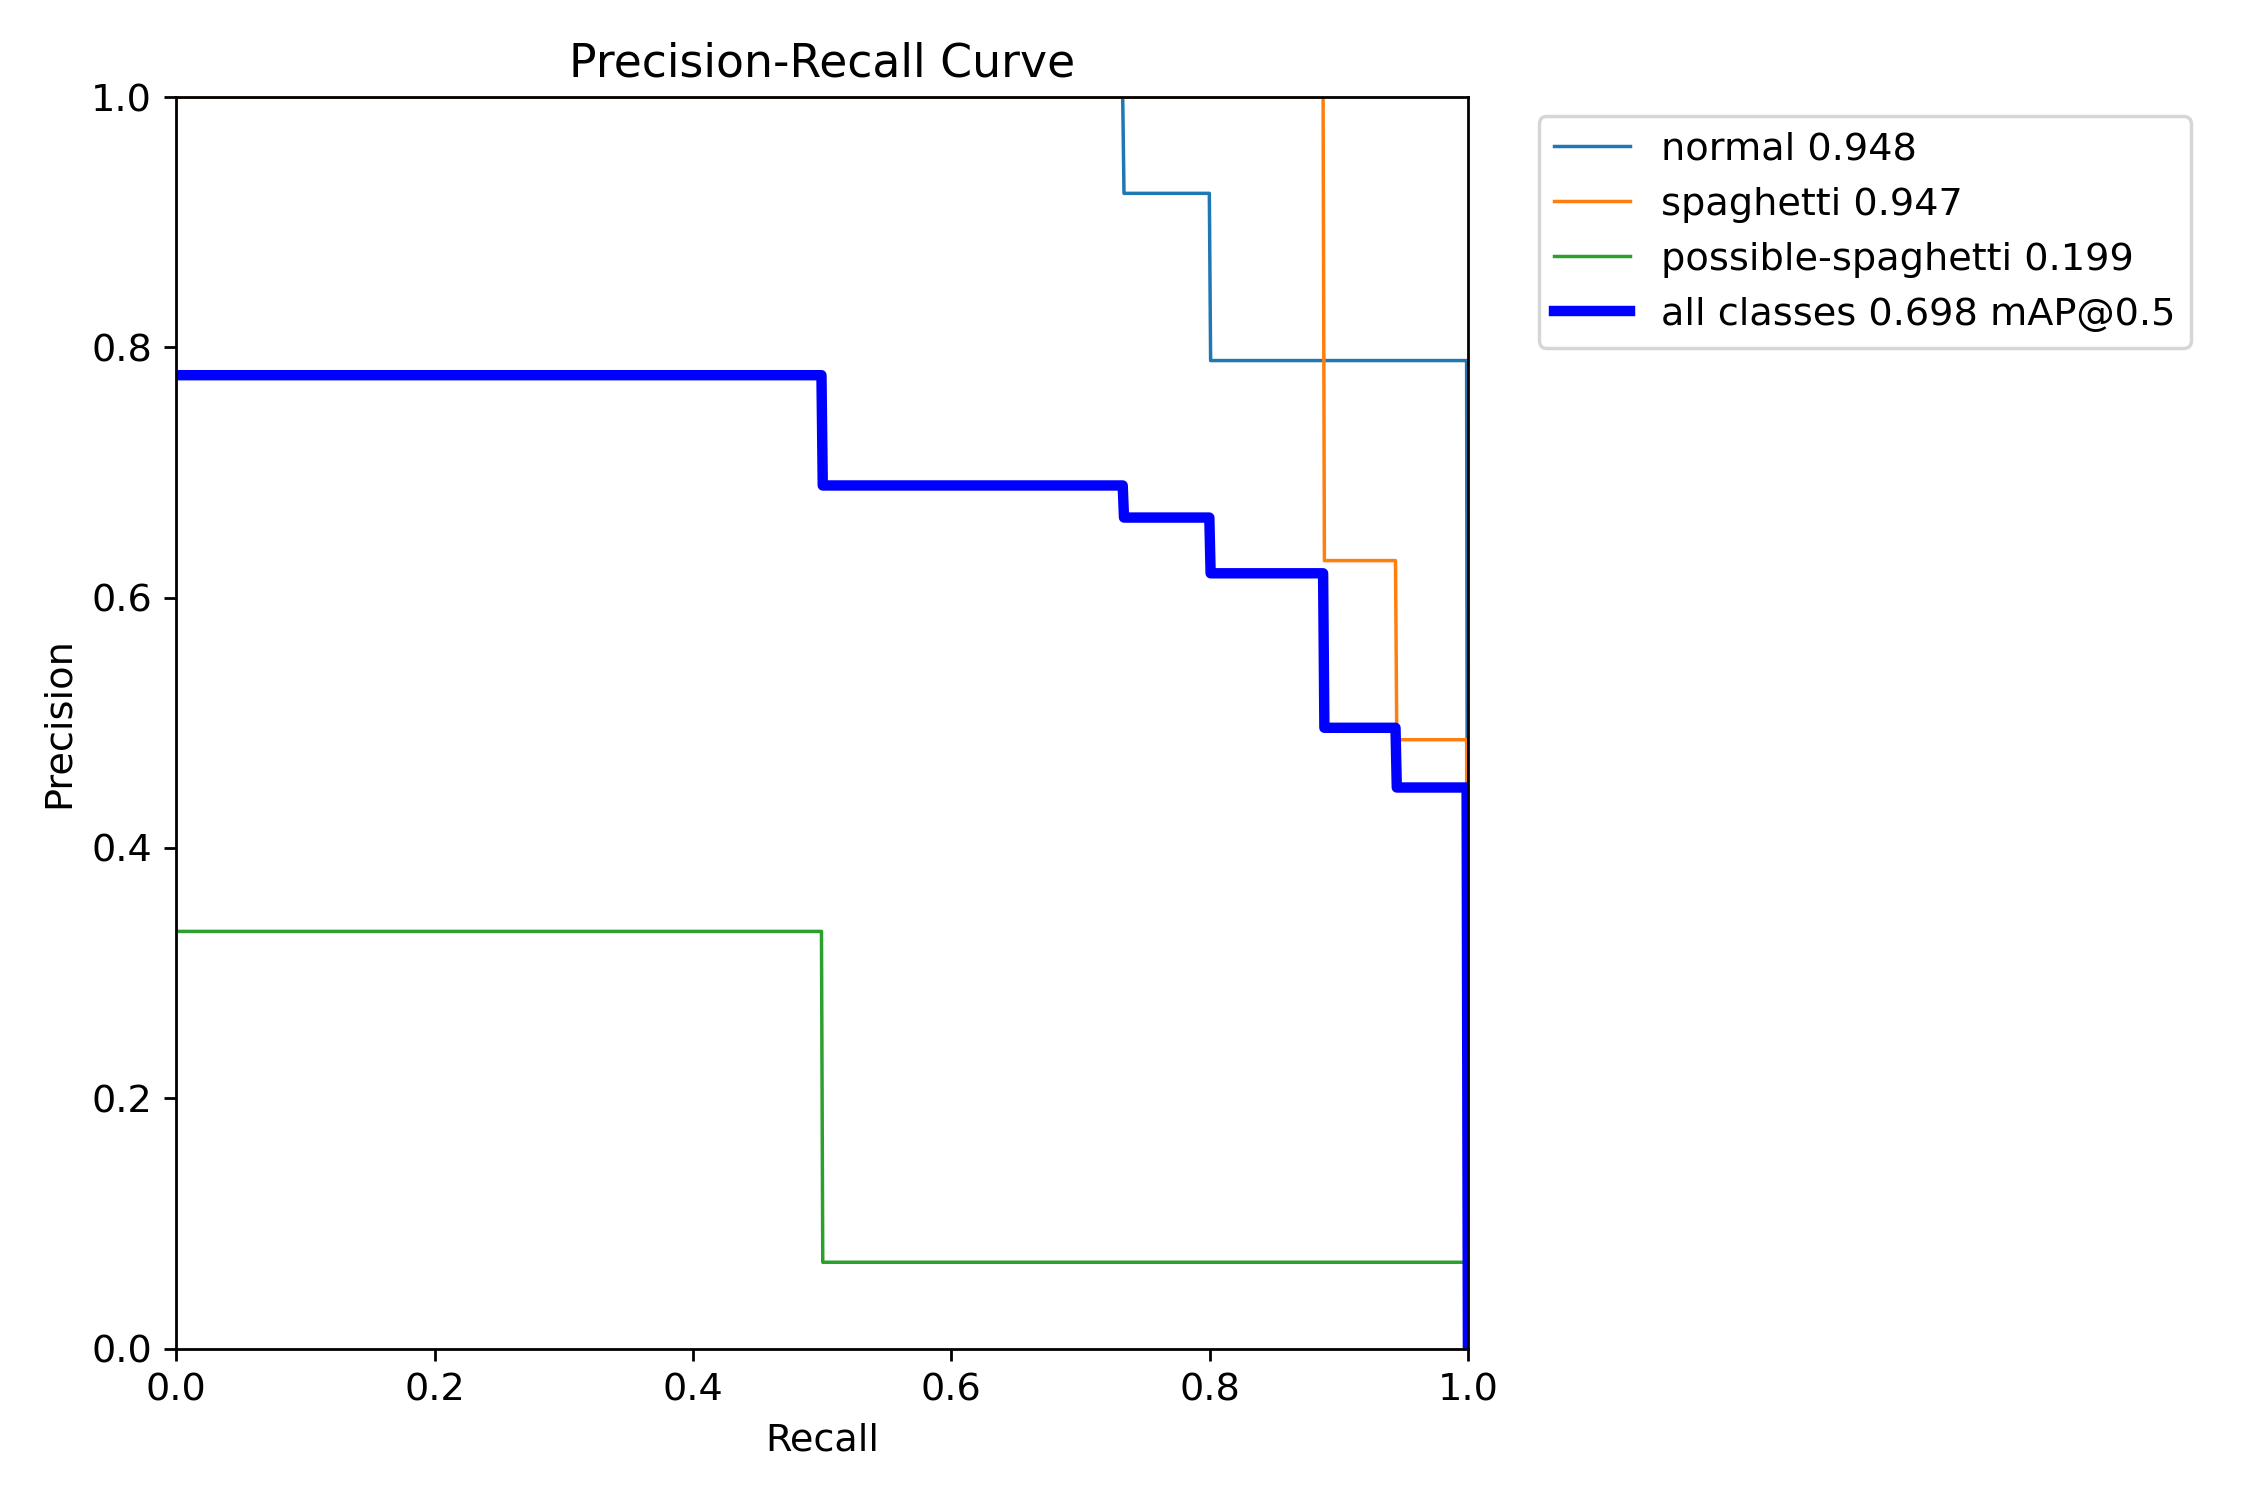 Precision-Recall Curve
1.0
0.8
0.6
0.4
0.2
0.0
Precision
0.0 0.2 0.4 0.6 0.8 1.0
Recall
normal 0.948
spaghetti 0.947
possible-spaghetti 0.199
all classes 0.698 mAP@0.5